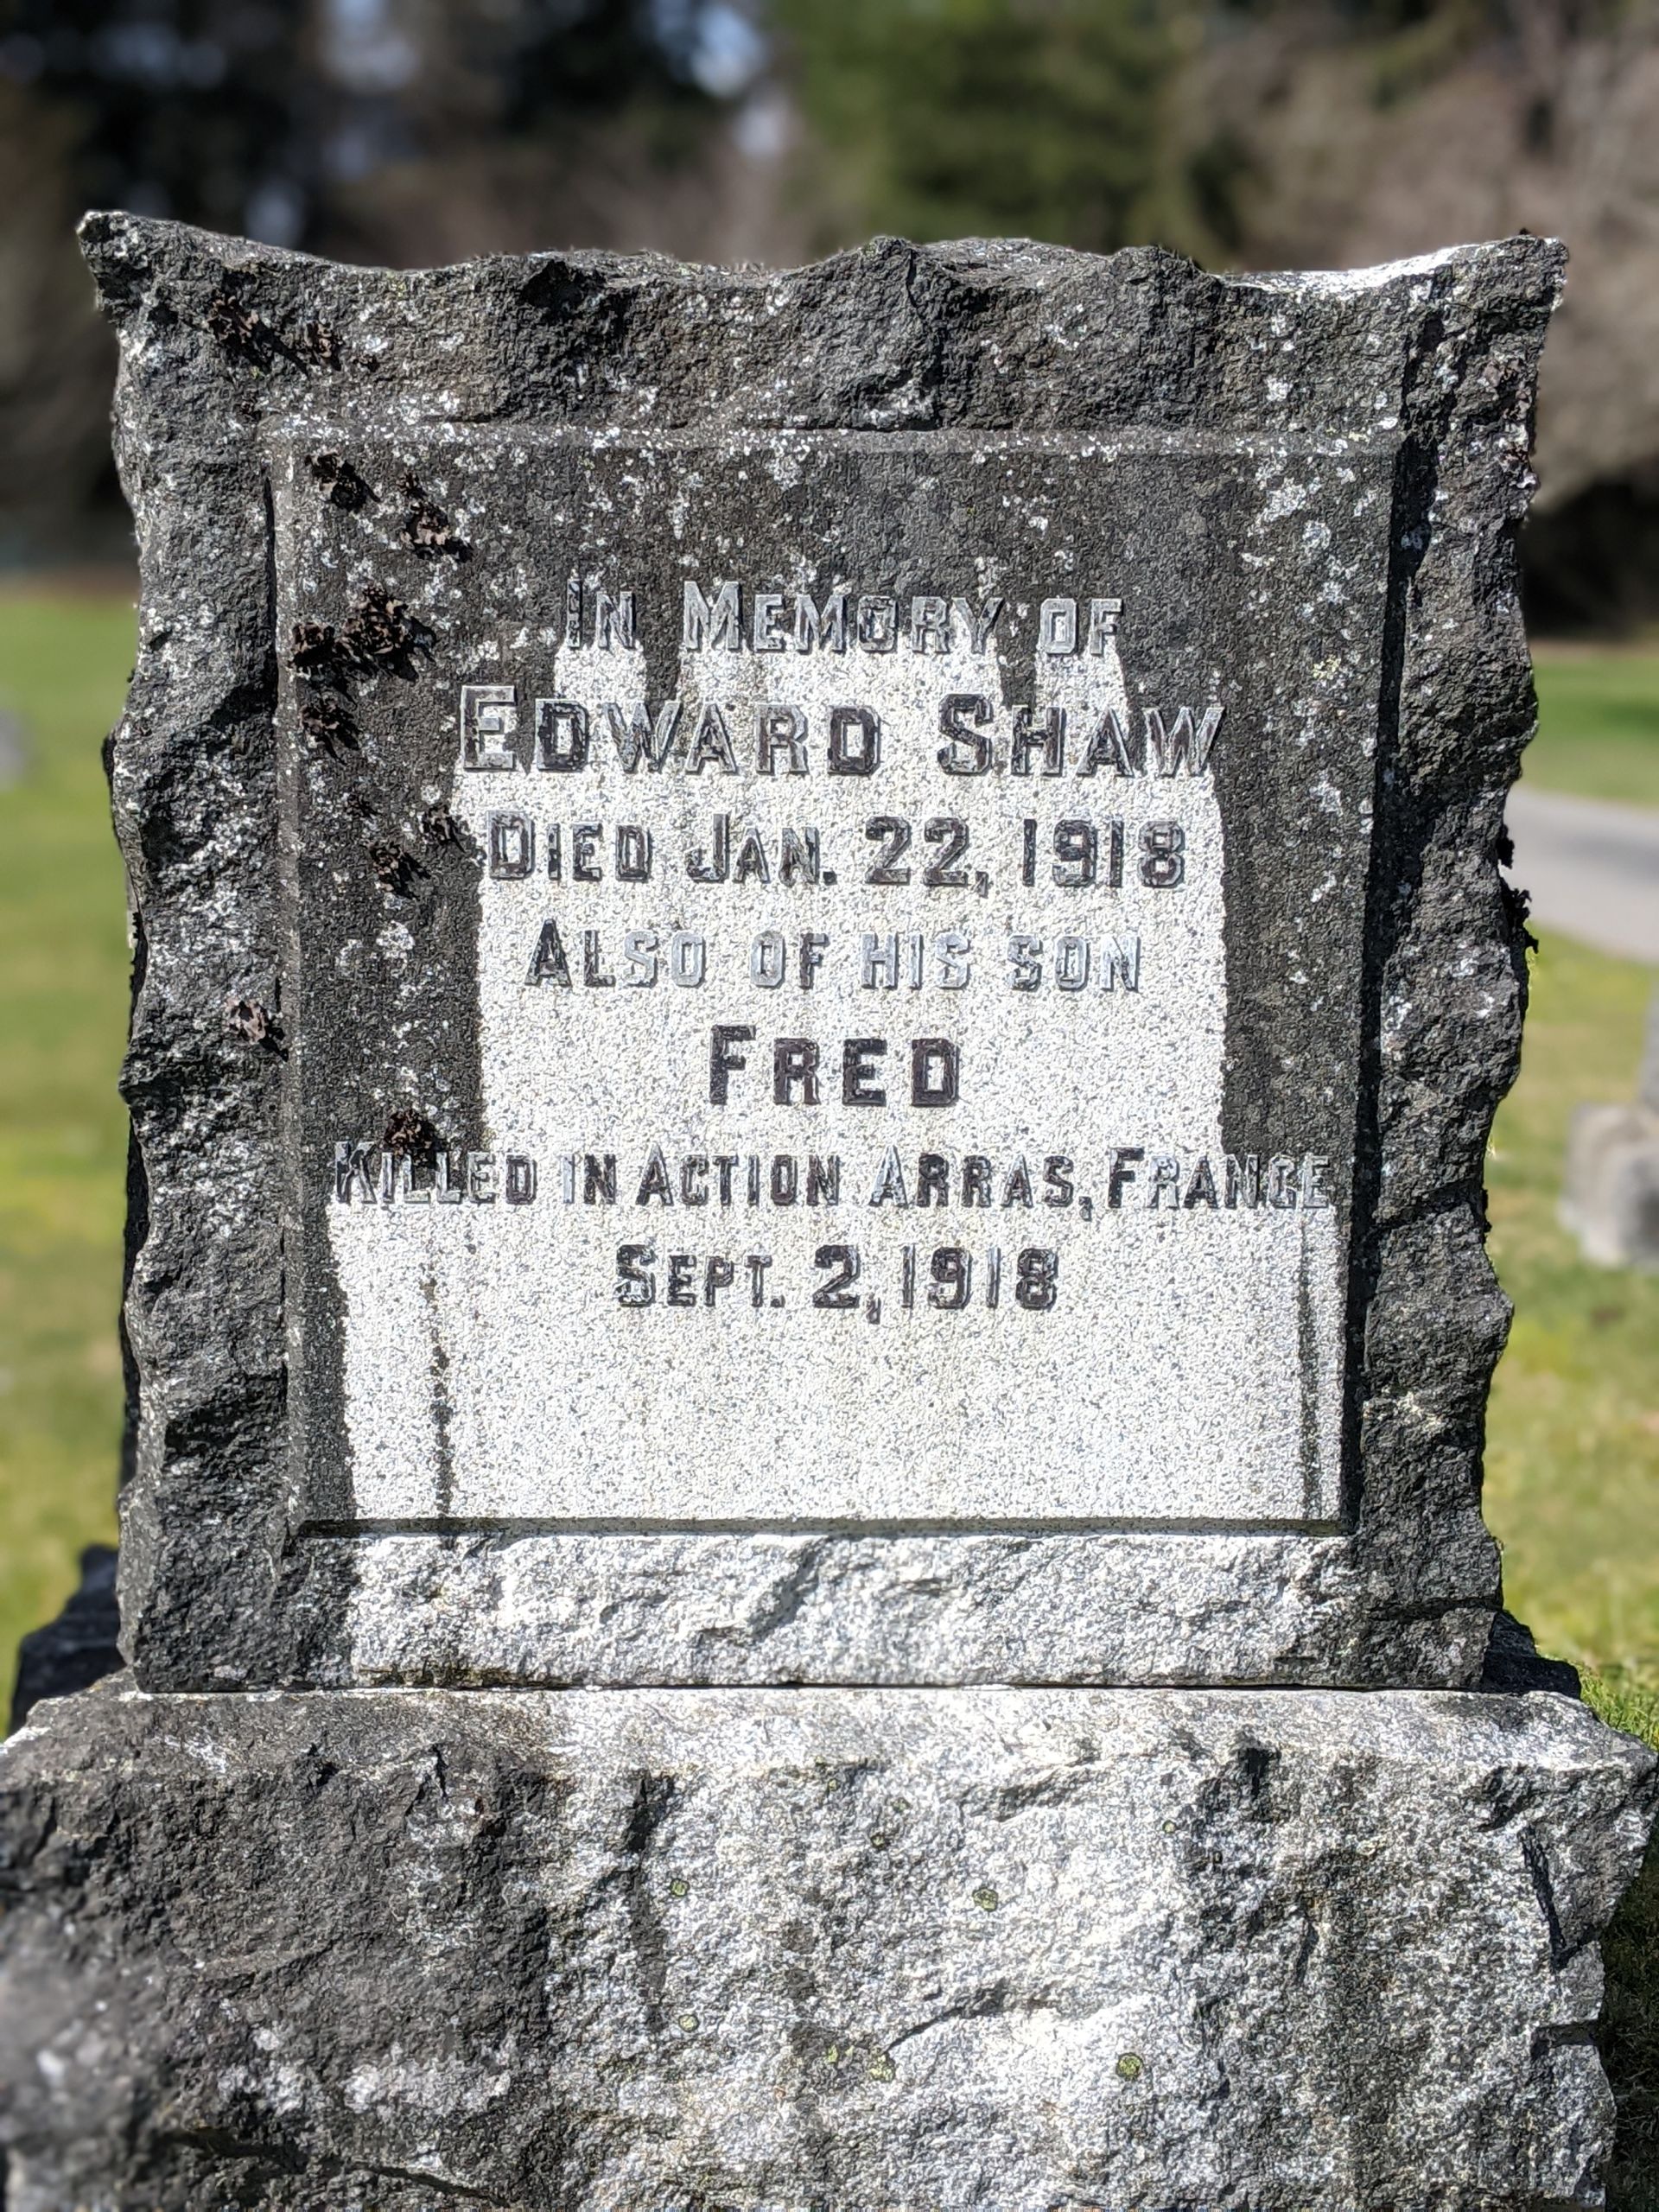 In Memory of
Edward Shaw
Died Jan. 22, 1918
Also of his son
Fred
Killed in Action Arras, France
Sept. 2, 1918